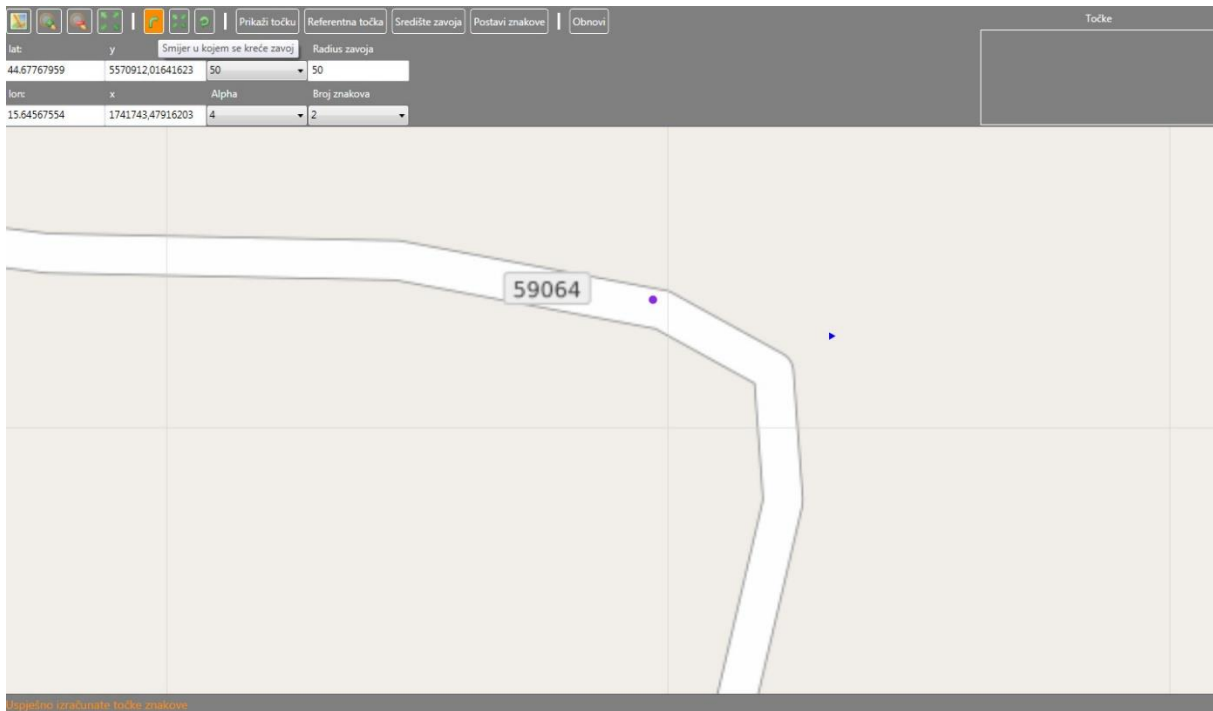 Prikaži točku Referentna točka Središte zavoja Postavi znakove Obnovi Točke
Smijer u kojem se kreće zavoj
lat: y Radius zavoja
44.67767959 5570912,01641623 50 50
lon: x Alpha Broj znakova
15.64567554 1741743,47916203 4 2
59064
Uspješno izračunate točke znakove